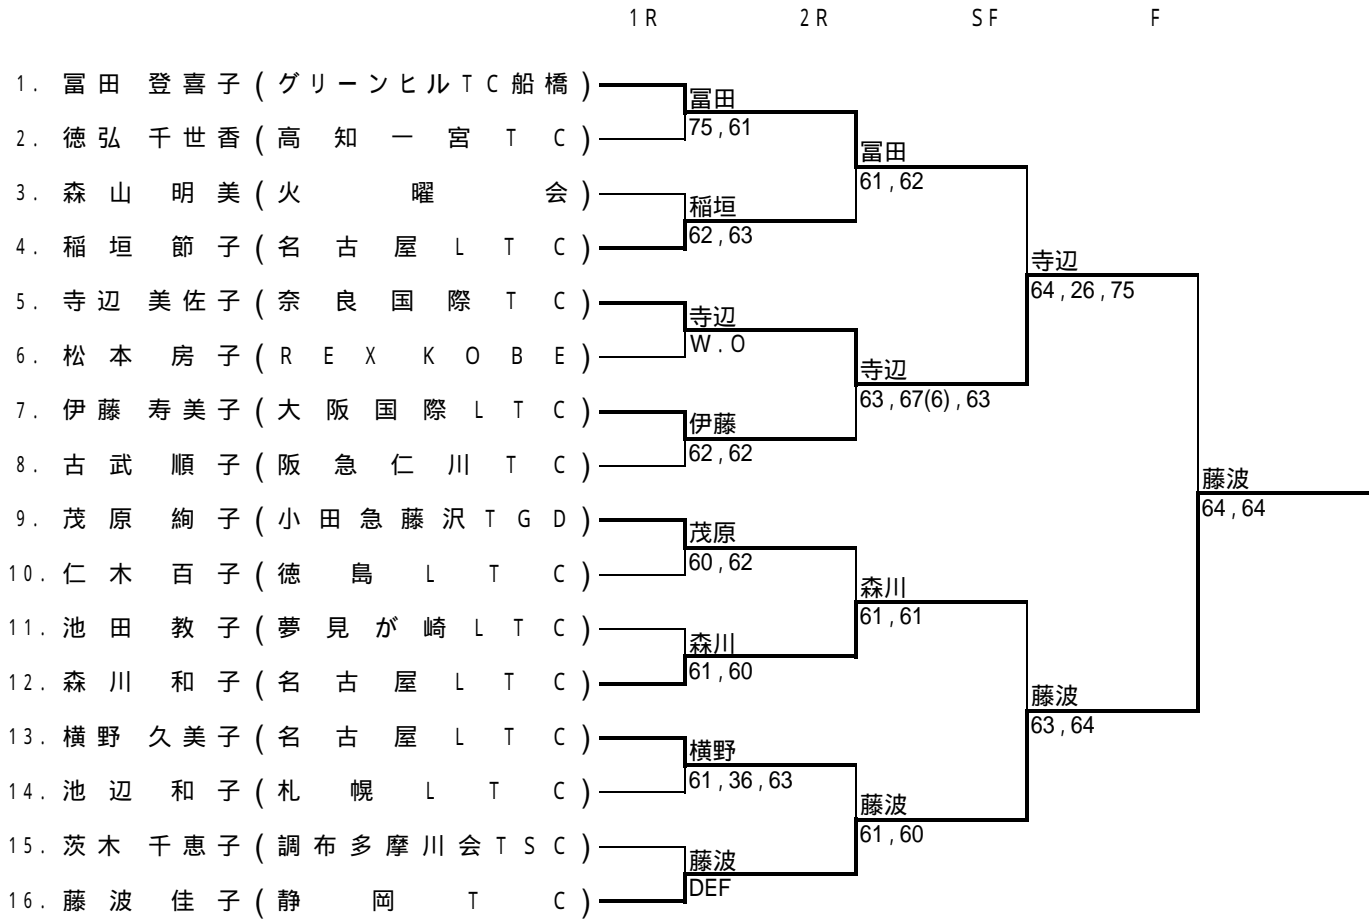 1R 2R SF F
1. 冨田 登喜子(グリーンヒルTC船橋)
冨田
75,61
2. 徳弘 千世香(高知一宮TC)
冨田
61,62
3. 森山 明美(火曜会)
稲垣
62,63
4. 稲垣 節子(名古屋LTC)
寺辺
64,26,75
5. 寺辺 美佐子(奈良国際TC)
寺辺
W.O
6. 松本 房子(REX KOBE)
寺辺
63,67(6),63
7. 伊藤 寿美子(大阪国際LTC)
伊藤
62,62
8. 古武 順子(阪急仁川TC)
藤波
64,64
9. 茂原 絢子(小田急藤沢TGD)
茂原
60,62
10. 仁木 百子(徳島LTC)
森川
61,61
11. 池田 教子(夢見が崎LTC)
森川
61,60
12. 森川 和子(名古屋LTC)
藤波
63,64
13. 横野 久美子(名古屋LTC)
横野
61,36,63
14. 池辺 和子(札幌LTC)
藤波
61,60
15. 茨木 千恵子(調布多摩川会TSC)
藤波
DEF
16. 藤波 佳子(静岡TC)